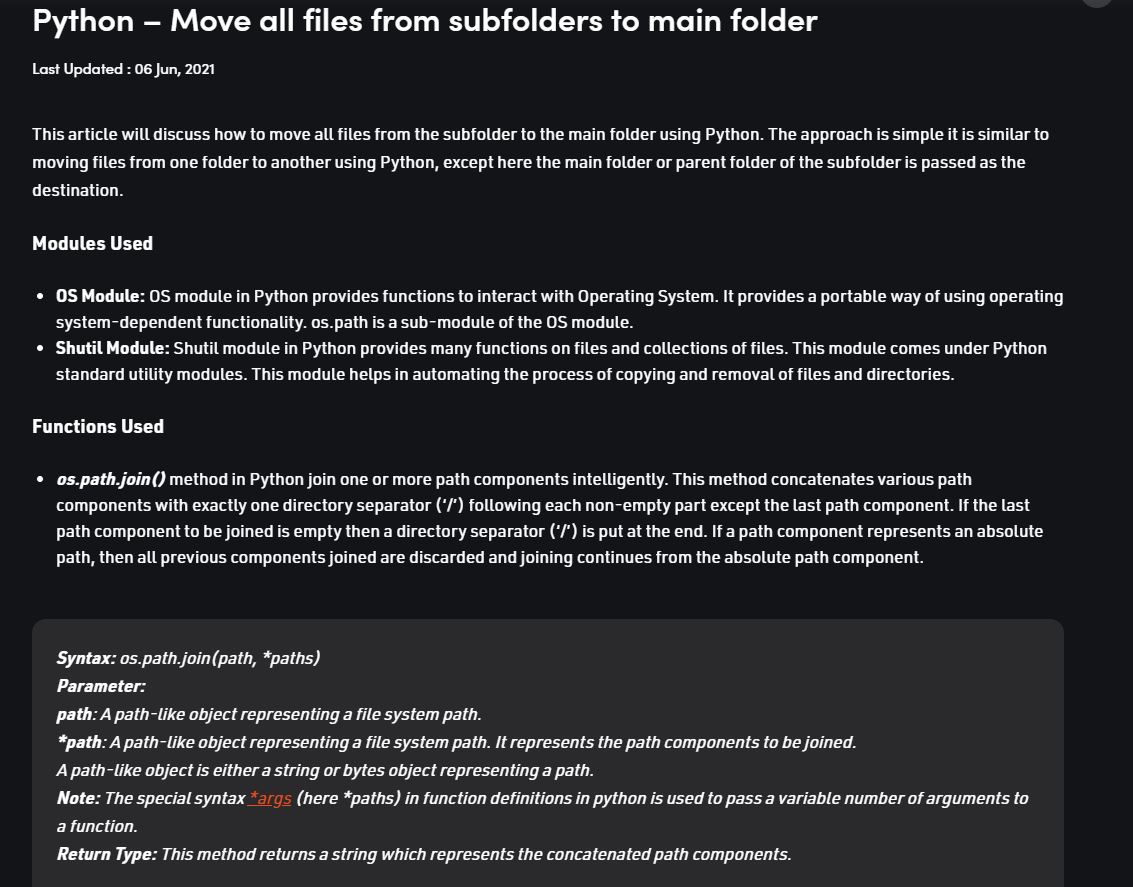 Python – Move all files from subfolders to main folder
Last Updated : 06 Jun, 2021
This article will discuss how to move all files from the subfolder to the main folder using Python. The approach is simple it is similar to
moving files from one folder to another using Python, except here the main folder or parent folder of the subfolder is passed as the
destination.
Modules Used
• OS Module: OS module in Python provides functions to interact with Operating System. It provides a portable way of using operating
system-dependent functionality. os.path is a sub-module of the OS module.
• Shutil Module: Shutil module in Python provides many functions on files and collections of files. This module comes under Python
standard utility modules. This module helps in automating the process of copying and removal of files and directories.
Functions Used
• os.path.join() method in Python join one or more path components intelligently. This method concatenates various path
components with exactly one directory separator (‘/’) following each non-empty part except the last path component. If the last
path component to be joined is empty then a directory separator (‘/’) is put at the end. If a path component represents an absolute
path, then all previous components joined are discarded and joining continues from the absolute path component.
Syntax: os.path.join(path, *paths)
Parameter:
path: A path-like object representing a file system path.
*path: A path-like object representing a file system path. It represents the path components to be joined.
A path-like object is either a string or bytes object representing a path.
Note: The special syntax *args (here *paths) in function definitions in python is used to pass a variable number of arguments to
a function.
Return Type: This method returns a string which represents the concatenated path components.